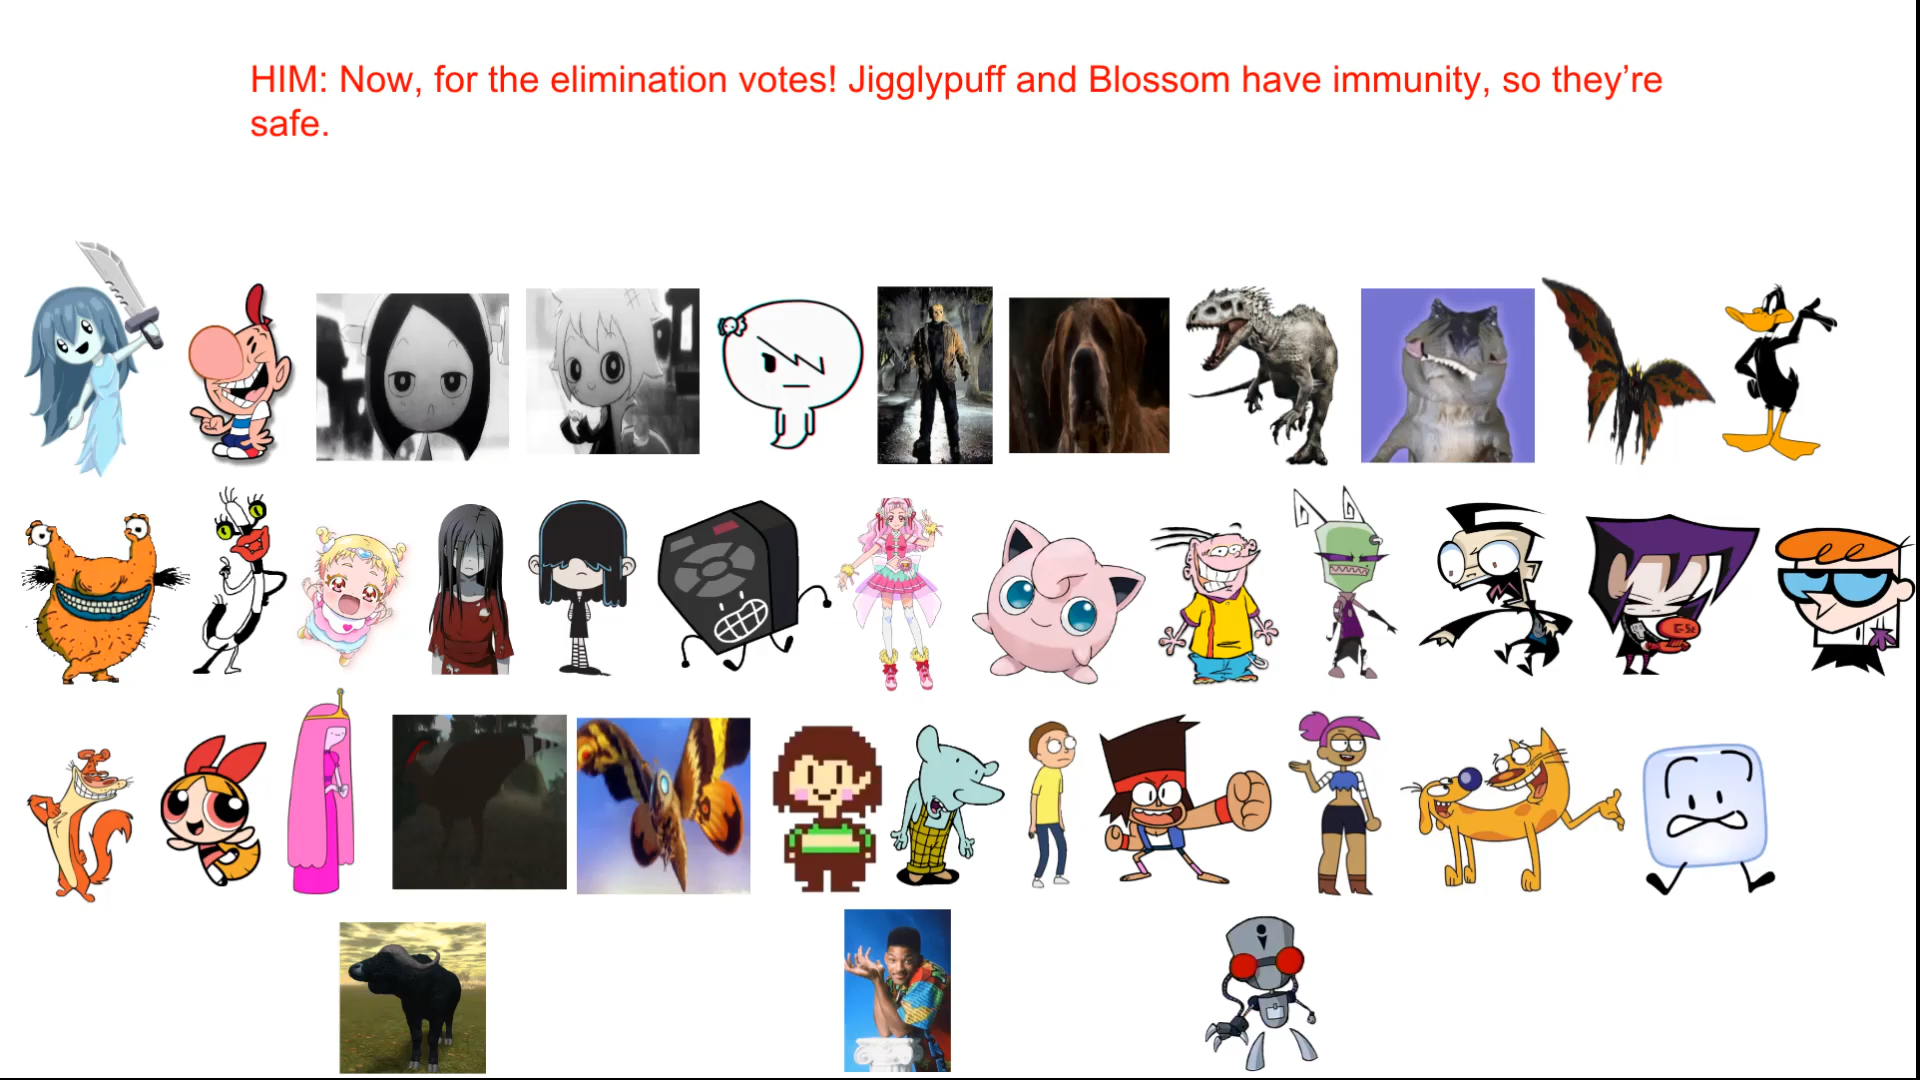 HIM: Now, for the elimination votes! Jigglypuff and Blossom have immunity, so they’re
safe.